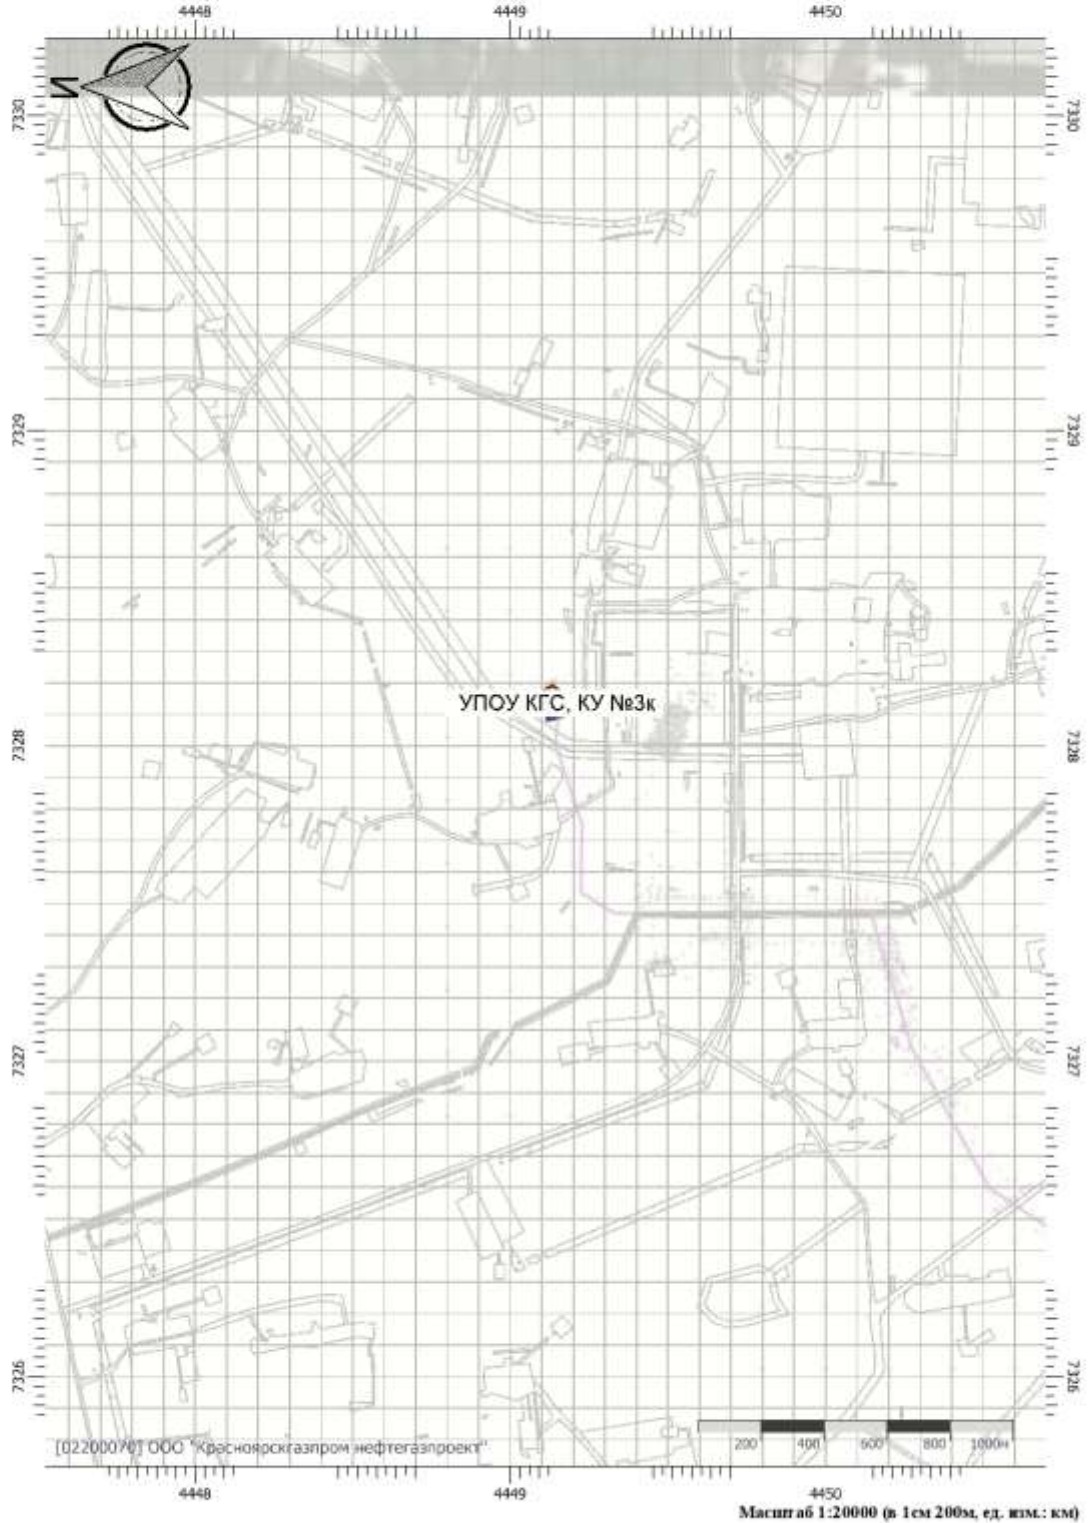 4448 4449 4450
И
7330 7330
7329 7329
УПОУ КГС, КУ №3к
7328 7328
7327 7327
7326 7326
[02200070] ООО "Красноярскгазпром нефтегазпроект"
200 400 600 800 1000м
4448 4449 4450
Масштаб 1:20000 (в 1см 200м, ед. изм.: км)